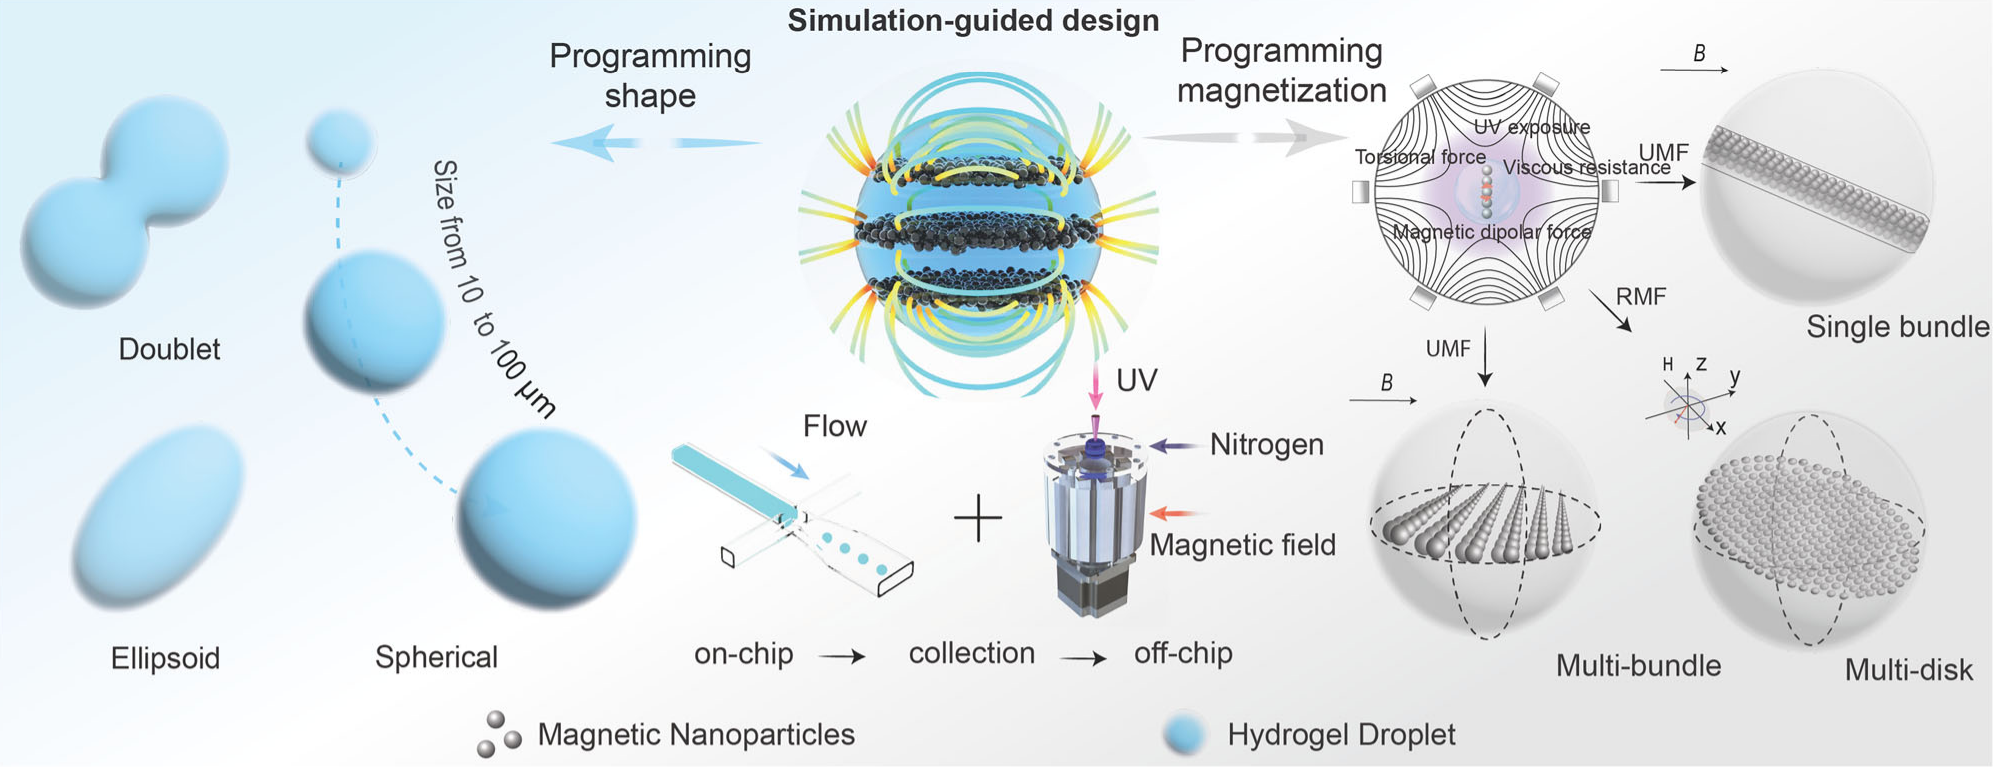 Simulation-guided design
Programming
shape
Programming
magnetization
Doublet
Ellipsoid
Size from 10 to 100 µm
Spherical
UV
Flow
Nitrogen
Magnetic field
on-chip
collection
off-chip
UV exposure
Torsional force
Viscous resistance
Magnetic dipolar force
UMF
B
Single bundle
RMF
UMF
B
Multi-bundle
H
z
y
x
Multi-disk
Magnetic Nanoparticles
Hydrogel Droplet